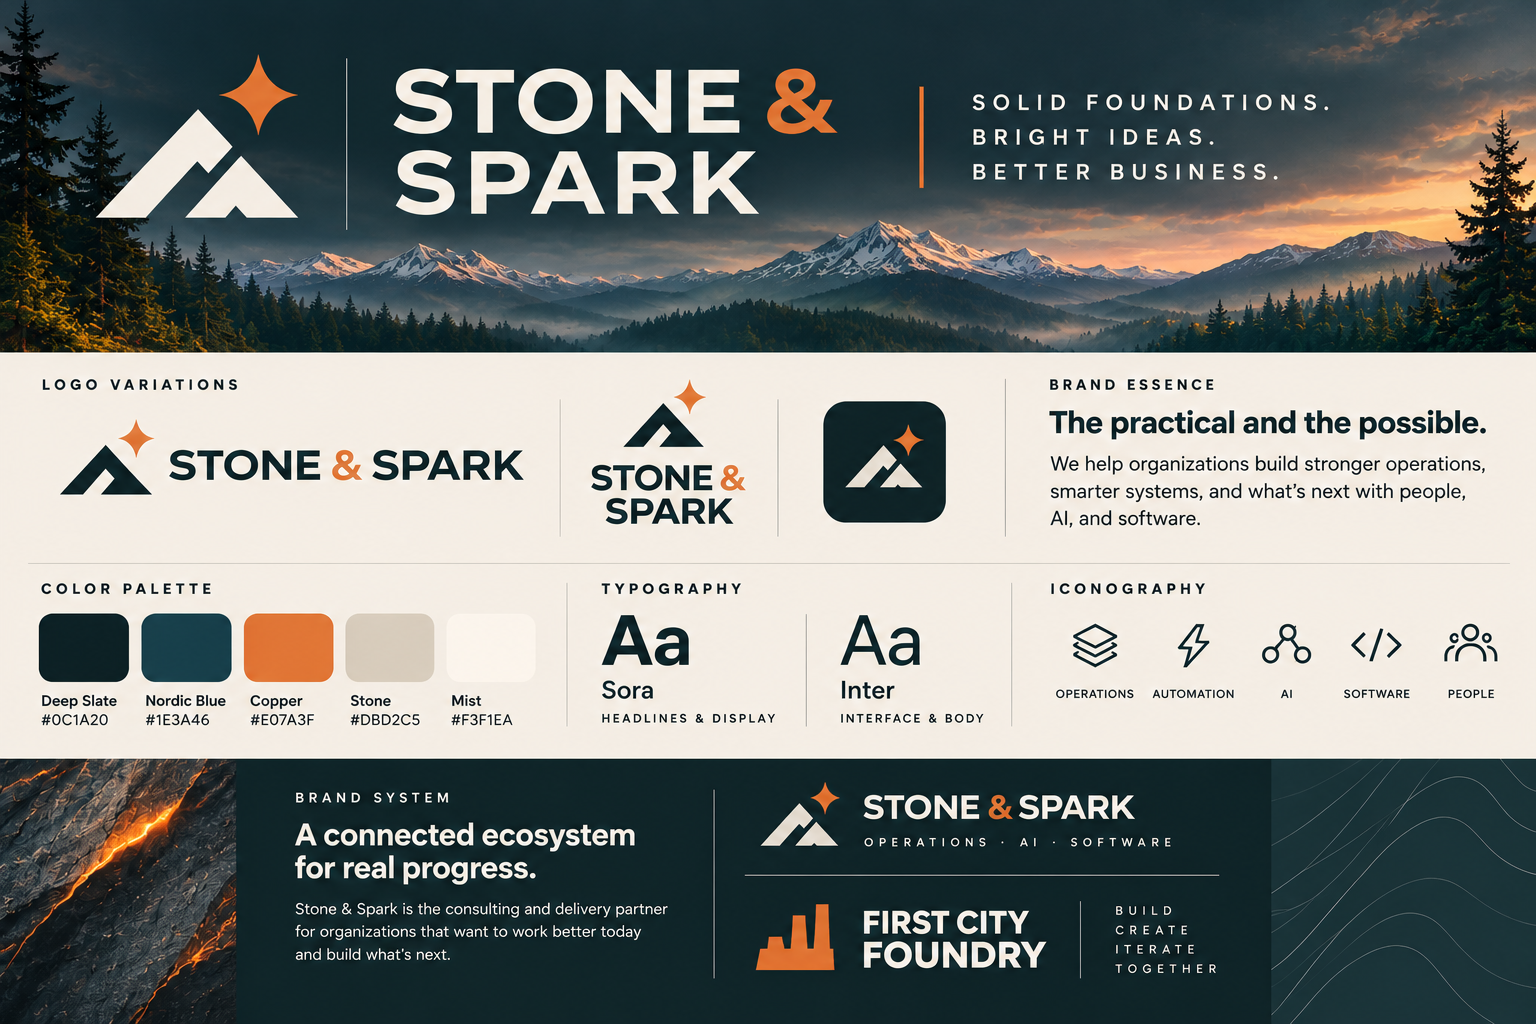 STONE &
SPARK
SOLID FOUNDATIONS.
BRIGHT IDEAS.
BETTER BUSINESS.
LOGO VARIATIONS
STONE & SPARK
STONE &
SPARK
BRAND ESSENCE
The practical and the possible.
We help organizations build stronger operations,
smarter systems, and what's next with people,
AI, and software.
COLOR PALETTE
Deep Slate
#0C1A20
Nordic Blue
#1E3A46
Copper
#E07A3F
Stone
#DBD2C5
Mist
#F3F1EA
TYPOGRAPHY
Aa
Sora
HEADLINES & DISPLAY
Aa
Inter
INTERFACE & BODY
ICONOGRAPHY
</>
OPERATIONS
AUTOMATION
AI
SOFTWARE
PEOPLE
BRAND SYSTEM
A connected ecosystem
for real progress.
Stone & Spark is the consulting and delivery partner
for organizations that want to work better today
and build what's next.
STONE & SPARK
OPERATIONS · AI · SOFTWARE
FIRST CITY
FOUNDRY
BUILD
CREATE
ITERATE
TOGETHER